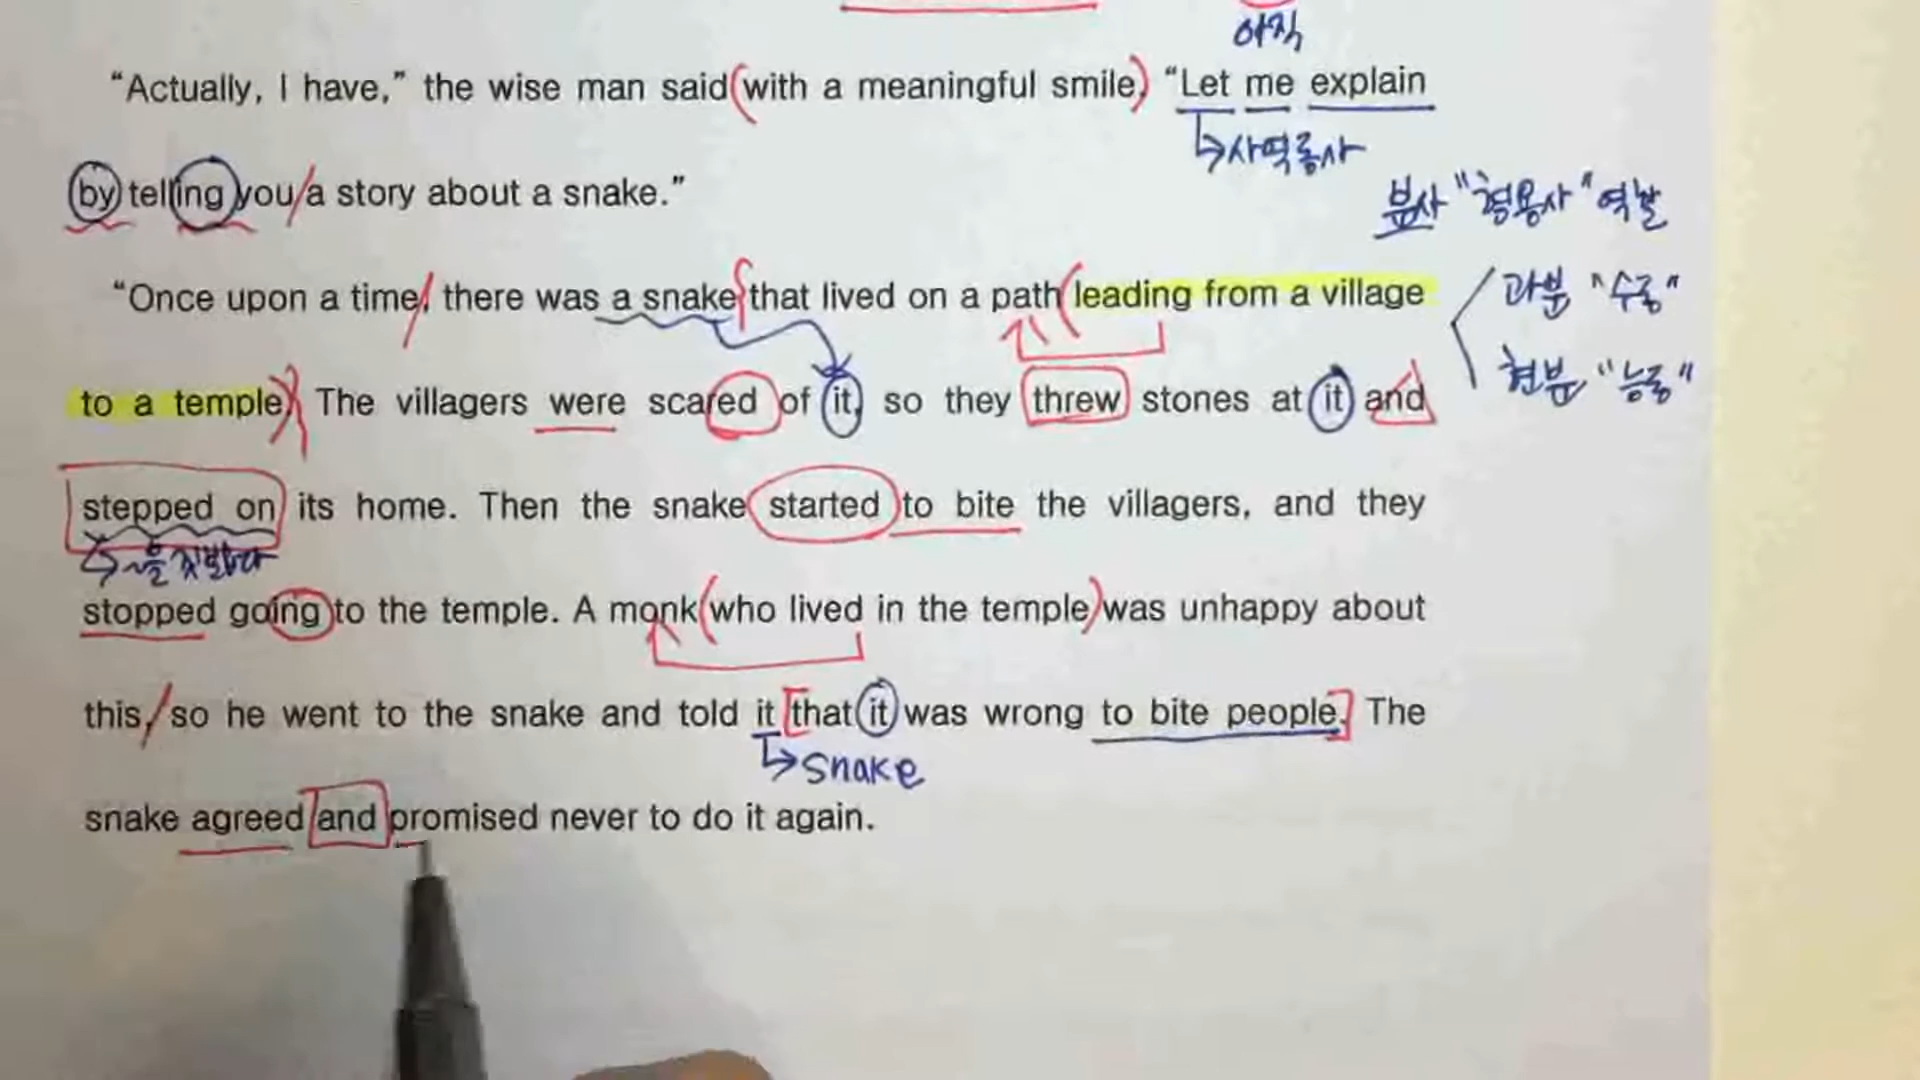 아직
“Actually, I have,” the wise man said with a meaningful smile. “Let me explain
↳사역동사
by telling you a story about a snake.”
분사 "형용사" 역할
“Once upon a time, there was a snake that lived on a path leading from a village
과분 "수동"
현분 "능동"
to a temple. The villagers were scared of it, so they threw stones at it and
stepped on its home. Then the snake started to bite the villagers, and they
↳~을 짓밟다
stopped going to the temple. A monk who lived in the temple was unhappy about
this, so he went to the snake and told it that it was wrong to bite people. The
↳snake
snake agreed and promised never to do it again.